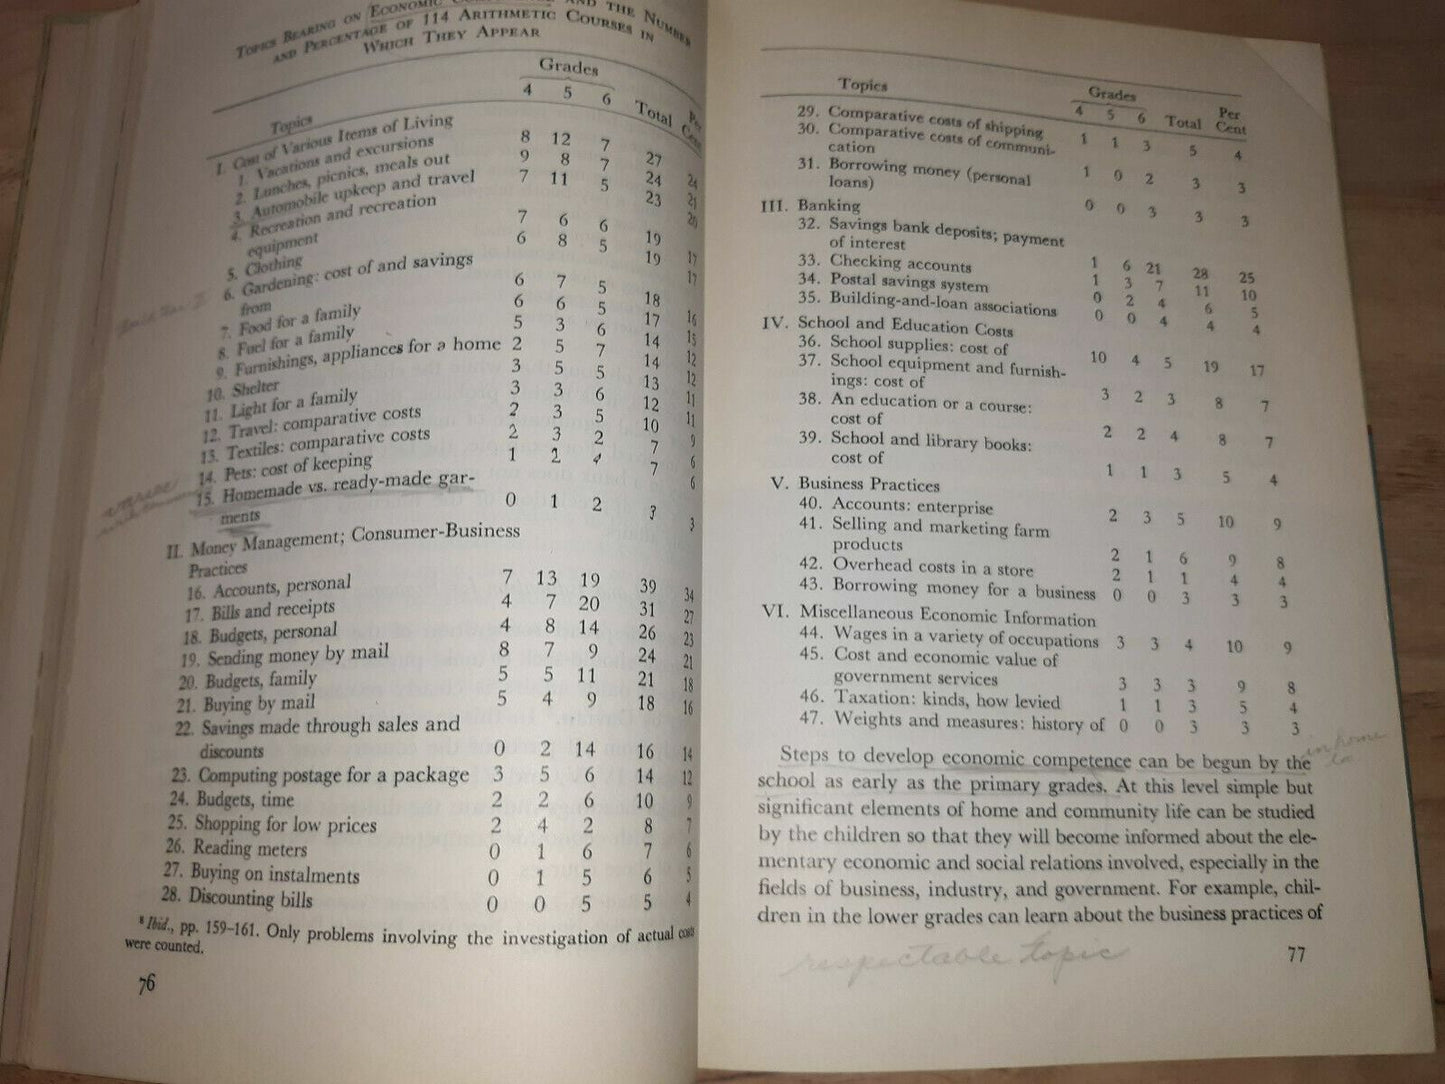 TOPICS BEARING ON ECONOMIC AND THE NUMBER
AND PERCENTAGE OF 114 ARITHMETIC COURSES IN
WHICH THEY APPEAR
Grades
Topics 4 5 6 Total Per Cent
I. Cost of Various Items of Living
1. Vacations and excursions 8 12 7 27 24
2. Lunches, picnics, meals out 9 8 7 24 21
3. Automobile upkeep and travel 7 11 5 23 20
4. Recreation and recreation
equipment 7 6 6 19 17
5. Clothing 6 8 5 19 17
6. Gardening: cost of and savings
from 6 7 5 18 16
7. Food for a family 6 6 5 17 15
8. Fuel for a family 5 3 6 14 12
9. Furnishings, appliances for a home 2 5 7 14 12
10. Shelter 3 5 5 13 11
11. Light for a family 3 3 6 12 11
12. Travel: comparative costs 2 3 5 10 9
13. Textiles: comparative costs 2 3 2 7 6
14. Pets: cost of keeping 1 2 4 7 6
15. Homemade vs. ready-made gar-
ments 0 1 2 3 3
II. Money Management; Consumer-Business
Practices
16. Accounts, personal 7 13 19 39 34
17. Bills and receipts 4 7 20 31 27
18. Budgets, personal 4 8 14 26 23
19. Sending money by mail 8 7 9 24 21
20. Budgets, family 5 5 11 21 18
21. Buying by mail 5 4 9 18 16
22. Savings made through sales and
discounts 0 2 14 16 14
23. Computing postage for a package 3 5 6 14 12
24. Budgets, time 2 2 6 10 9
25. Shopping for low prices 2 4 2 8 7
26. Reading meters 0 1 6 7 6
27. Buying on instalments 0 1 5 6 5
28. Discounting bills 0 0 5 5 4
8 Ibid., pp. 159-161. Only problems involving the investigation of actual costs
were counted.
76
Grades
Topics 4 5 6 Total Per Cent
29. Comparative costs of shipping 1 1 3 5 4
30. Comparative costs of communi-
cation 1 0 2 3 3
31. Borrowing money (personal
loans) 0 0 3 3 3
III. Banking
32. Savings bank deposits; payment
of interest 1 6 21 28 25
33. Checking accounts 1 3 7 11 10
34. Postal savings system 0 2 4 6 5
35. Building-and-loan associations 0 0 4 4 4
IV. School and Education Costs
36. School supplies: cost of 10 4 5 19 17
37. School equipment and furnish-
ings: cost of 3 2 3 8 7
38. An education or a course:
cost of 2 2 4 8 7
39. School and library books:
cost of 1 1 3 5 4
V. Business Practices
40. Accounts: enterprise 2 3 5 10 9
41. Selling and marketing farm
products 2 1 6 9 8
42. Overhead costs in a store 2 1 1 4 4
43. Borrowing money for a business 0 0 3 3 3
VI. Miscellaneous Economic Information
44. Wages in a variety of occupations 3 3 4 10 9
45. Cost and economic value of
government services 3 3 3 9 8
46. Taxation: kinds, how levied 1 1 3 5 4
47. Weights and measures: history of 0 0 3 3 3
Steps to develop economic competence can be begun by the
school as early as the primary grades. At this level simple but
significant elements of home and community life can be studied
by the children so that they will become informed about the ele-
mentary economic and social relations involved, especially in the
fields of business, industry, and government. For example, chil-
dren in the lower grades can learn about the business practices of
in home
respectable topic
77